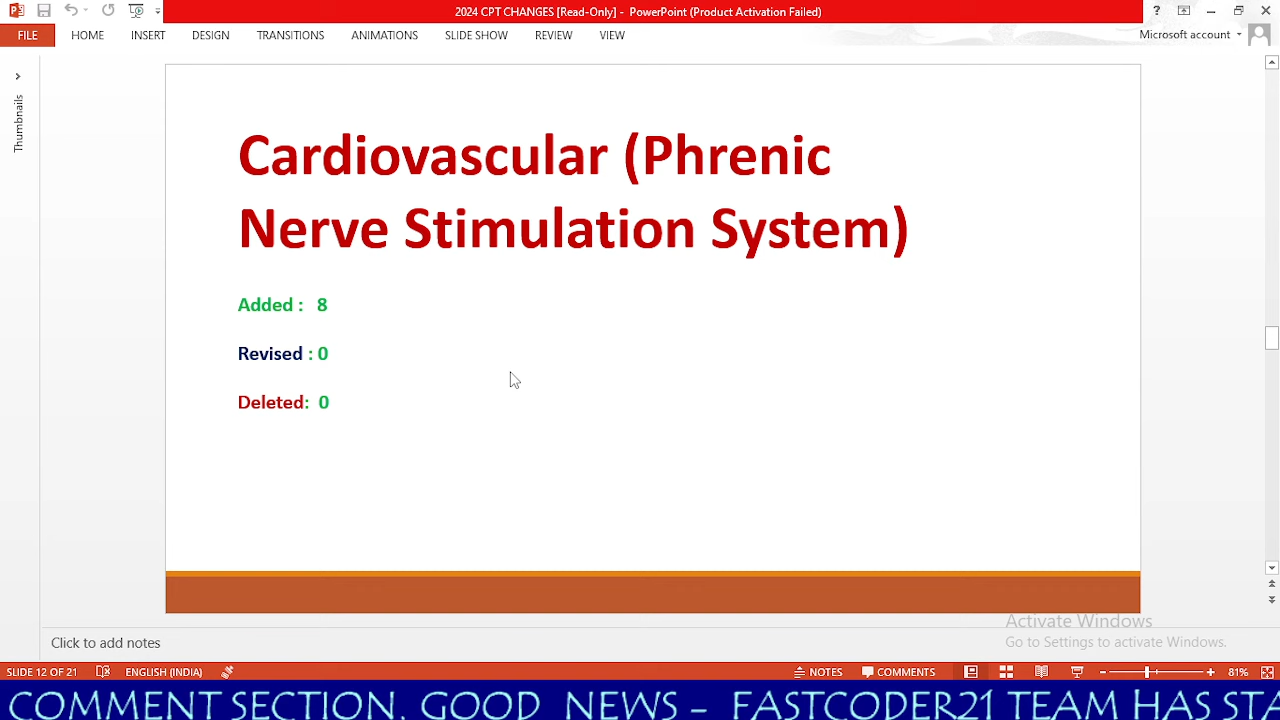 2024 CPT CHANGES [Read-Only] - PowerPoint (Product Activation Failed)
?
FILE HOME INSERT DESIGN TRANSITIONS ANIMATIONS SLIDE SHOW REVIEW VIEW Microsoft account
Thumbnails
Cardiovascular (Phrenic
Nerve Stimulation System)
Added : 8
Revised : 0
Deleted: 0
Activate Windows
Go to Settings to activate Windows.
Click to add notes
SLIDE 12 OF 21 ENGLISH (INDIA) NOTES COMMENTS 81%
COMMENT SECTION. GOOD NEWS - FASTCODER21 TEAM HAS STA